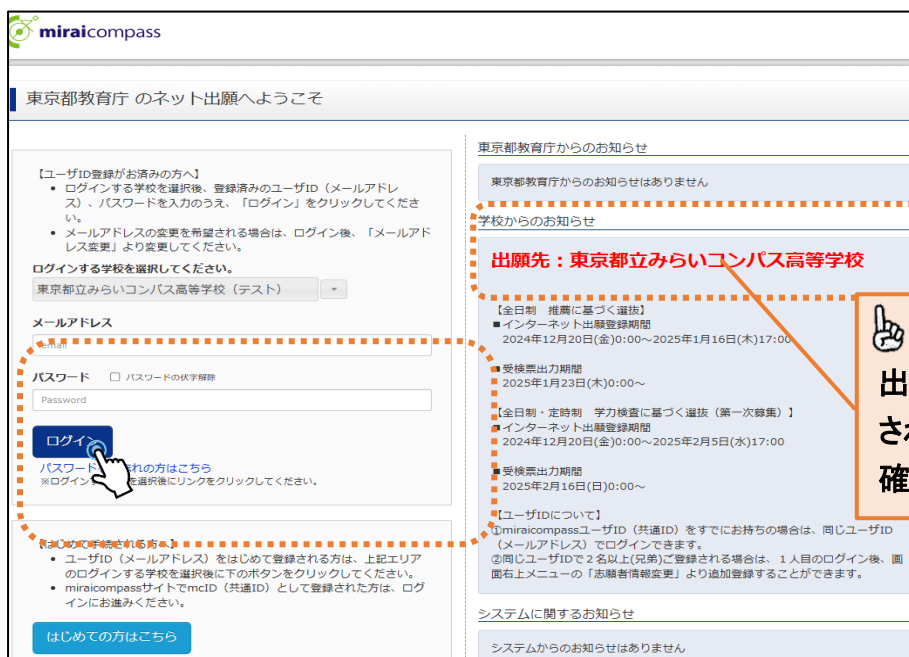 miraicompass
東京都教育庁 のネット出願へようこそ
【ユーザID登録がお済みの方へ】
• ログインする学校を選択後、登録済みのユーザID（メールアドレ
ス）、パスワードを入力のうえ、「ログイン」をクリックしてくださ
い。
• メールアドレスの変更を希望される場合は、ログイン後、「メールアド
レス変更」より変更してください。
ログインする学校を選択してください。
東京都立みらいコンパス高等学校（テスト）
メールアドレス
email
パスワード □ パスワードの伏字解除
Password
ログイン
パスワード れの方はこちら
※ログイン を選択後にリンクをクリックしてください。
【はじめて手続きされる方へ】
• ユーザID（メールアドレス）をはじめて登録される方は、上記エリア
のログインする学校を選択後に下のボタンをクリックしてください。
• miraicompassサイトでmcID（共通ID）として登録された方は、ログ
インにお進みください。
はじめての方はこちら
東京都教育庁からのお知らせ
東京都教育庁からのお知らせはありません
学校からのお知らせ
出願先：東京都立みらいコンパス高等学校
【全日制 推薦に基づく選抜】
■インターネット出願登録期間
2024年12月20日(金)0:00～2025年1月16日(木)17:00
■受検票出力期間
2025年1月23日(木)0:00～
【全日制・定時制 学力検査に基づく選抜（第一次募集）】
■インターネット出願登録期間
2024年12月20日(金)0:00～2025年2月5日(水)17:00
■受検票出力期間
2025年2月16日(日)0:00～
【ユーザIDについて】
①miraicompassユーザID（共通ID）をすでにお持ちの場合は、同じユーザID
（メールアドレス）でログインできます。
②同じユーザIDで２名以上(兄弟)ご登録される場合は、１人目のログイン後、画
面右上メニューの「志願者情報変更」より追加登録することができます。
システムに関するお知らせ
システムからのお知らせはありません
出
さ
確